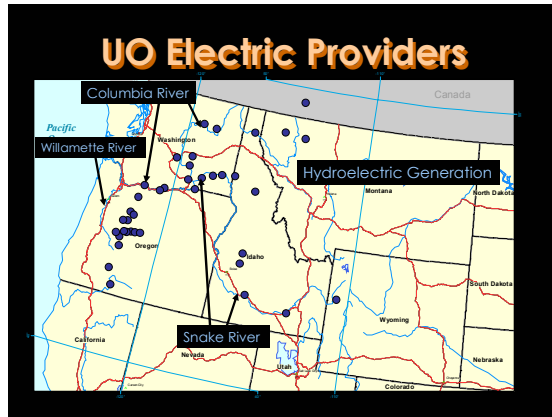 UO Electric Providers
Columbia River
Canada
Pacific
Washington
Willamette River
Hydroelectric Generation
Montana
North Dakota
Oregon
Idaho
South Dakota
Wyoming
Snake River
California
Nevada
Utah
Nebraska
Colorado